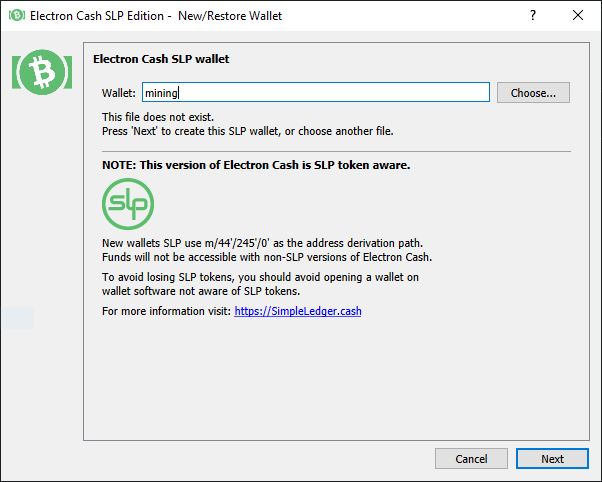 Electron Cash SLP Edition -  New/Restore Wallet
?
Electron Cash SLP wallet
Wallet: mining Choose...
This file does not exist.
Press 'Next' to create this SLP wallet, or choose another file.
NOTE: This version of Electron Cash is SLP token aware.
slp
New wallets SLP use m/44'/245'/0' as the address derivation path.
Funds will not be accessible with non-SLP versions of Electron Cash.
To avoid losing SLP tokens, you should avoid opening a wallet on
wallet software not aware of SLP tokens.
For more information visit: https://SimpleLedger.cash
Cancel Next